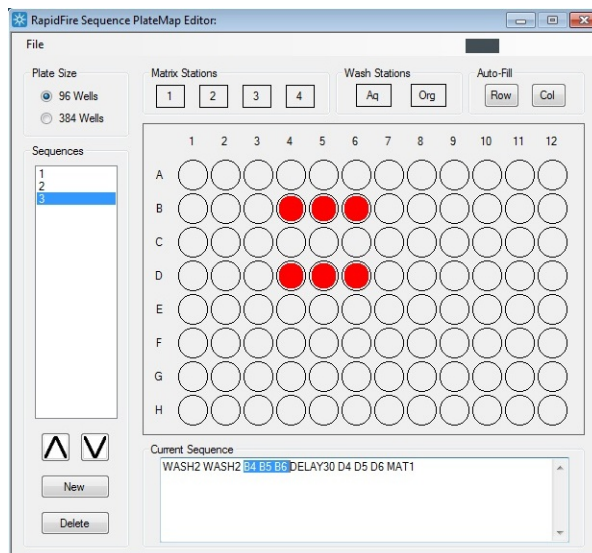 RapidFire Sequence PlateMap Editor:
File
Plate Size
96 Wells
384 Wells
Matrix Stations
1 2 3 4
Wash Stations
Aq Org
Auto-Fill
Row Col
Sequences
1
2
3
New
Delete
1 2 3 4 5 6 7 8 9 10 11 12
A
B
C
D
E
F
G
H
Current Sequence
WASH2 WASH2 B4 B5 B6 DELAY30 D4 D5 D6 MAT1